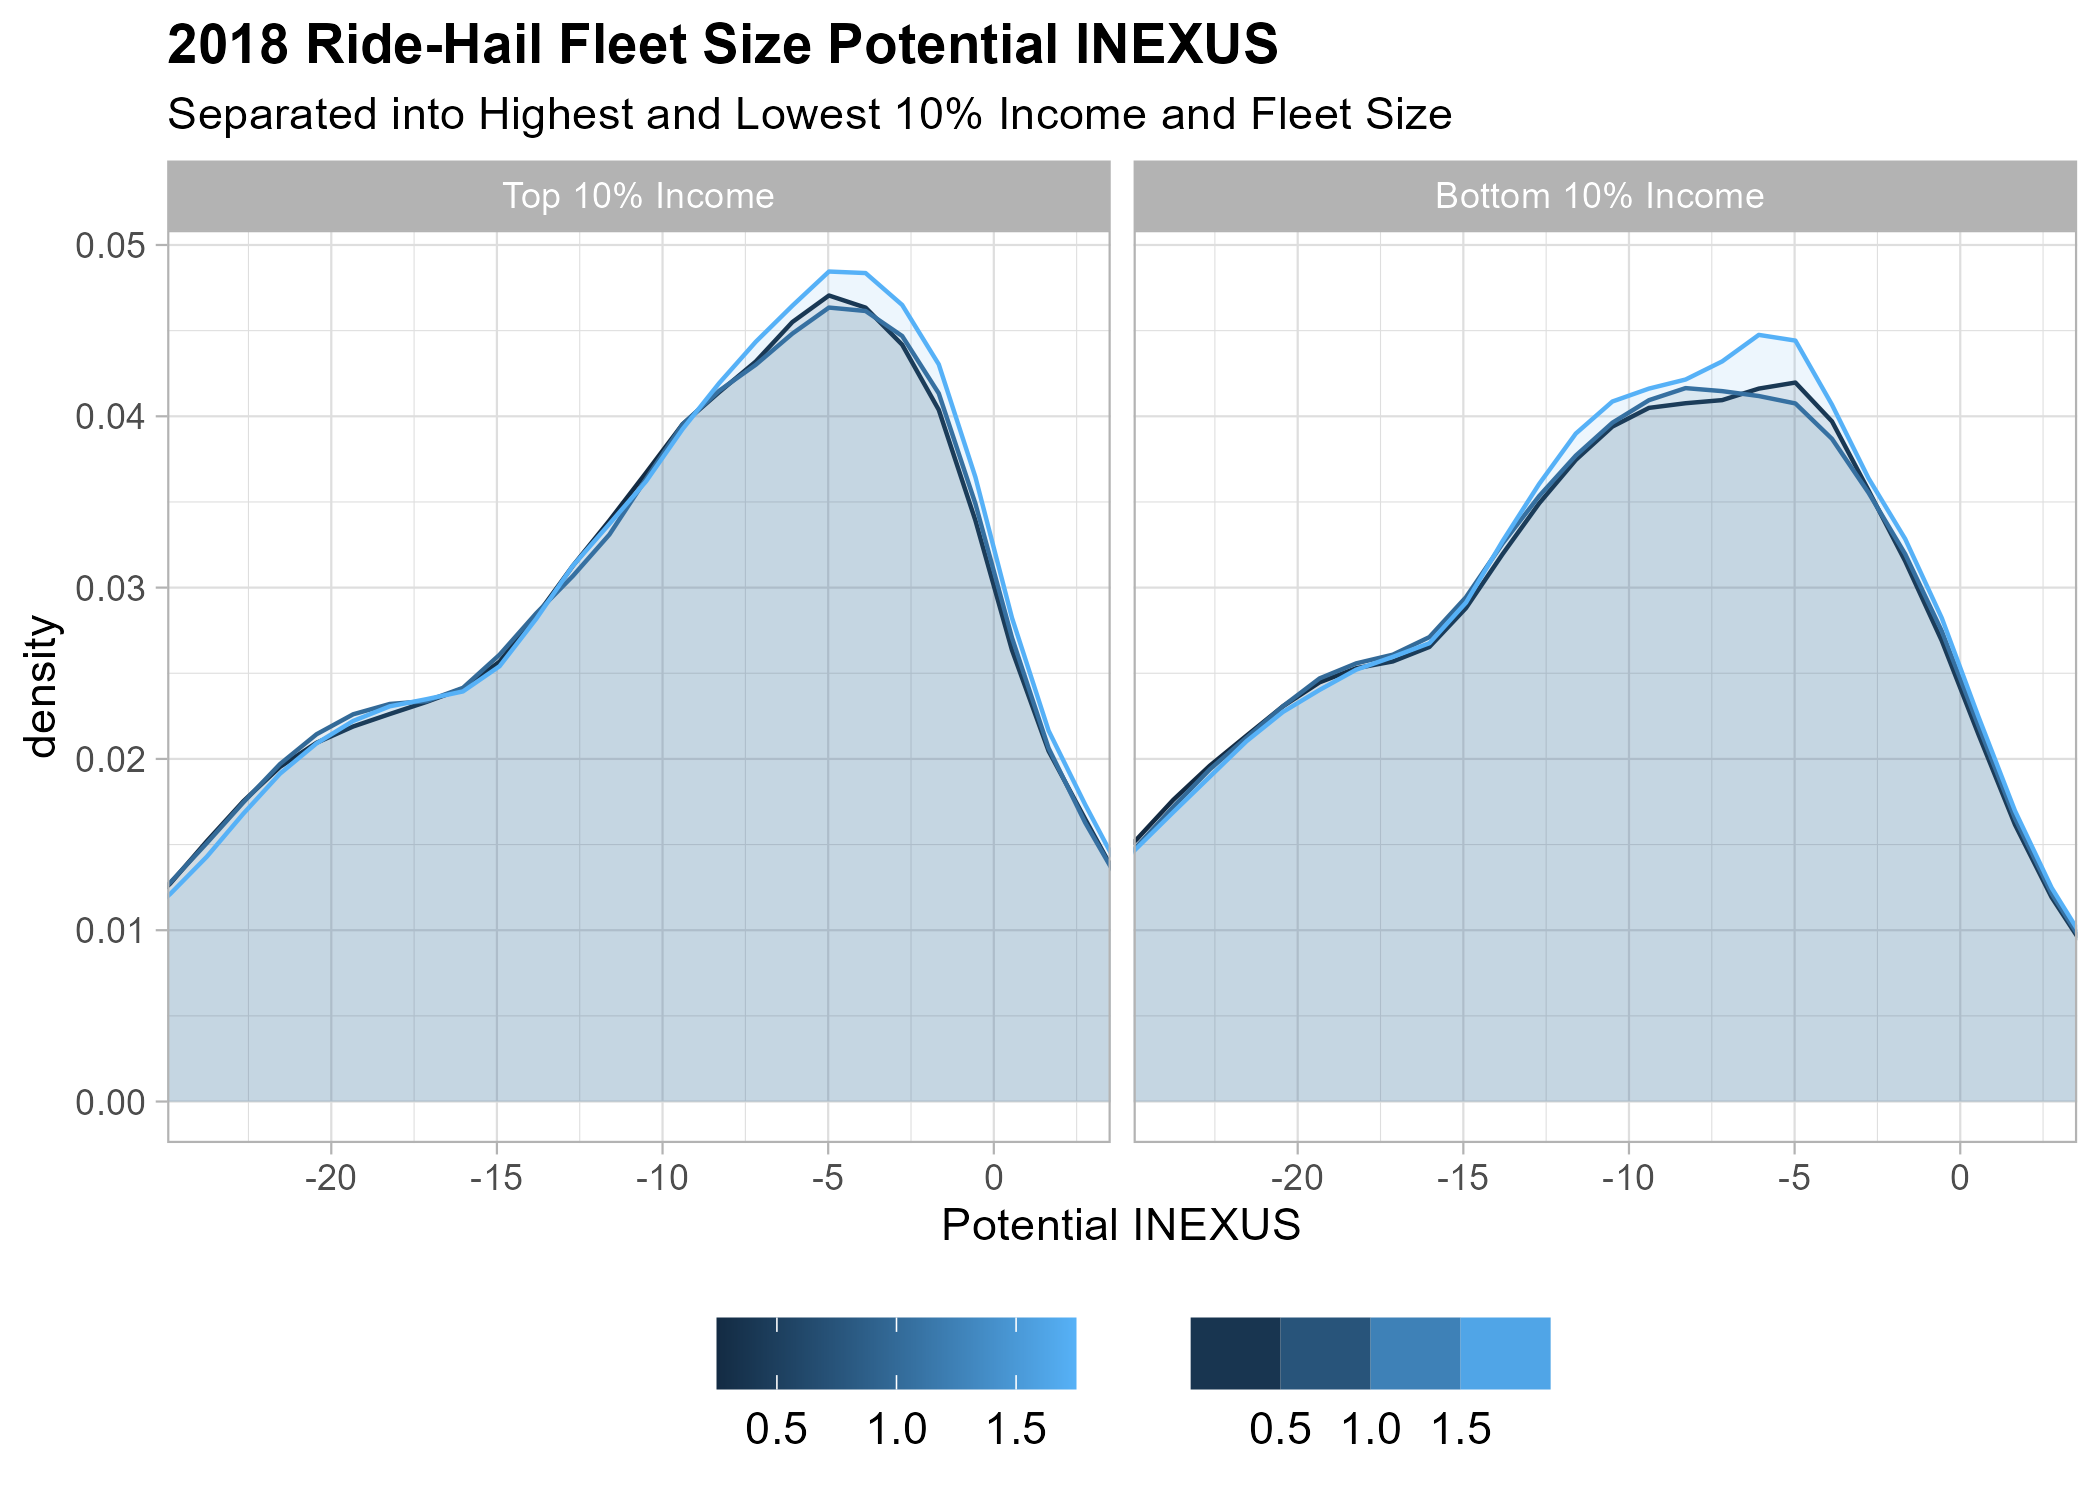 2018 Ride-Hail Fleet Size Potential INEXUS
Separated into Highest and Lowest 10% Income and Fleet Size
Top 10% Income
Bottom 10% Income
0.05
0.04
0.03
0.02
0.01
0.00
density
-20 -15 -10 -5 0
-20 -15 -10 -5 0
Potential INEXUS
0.5 1.0 1.5
0.5 1.0 1.5